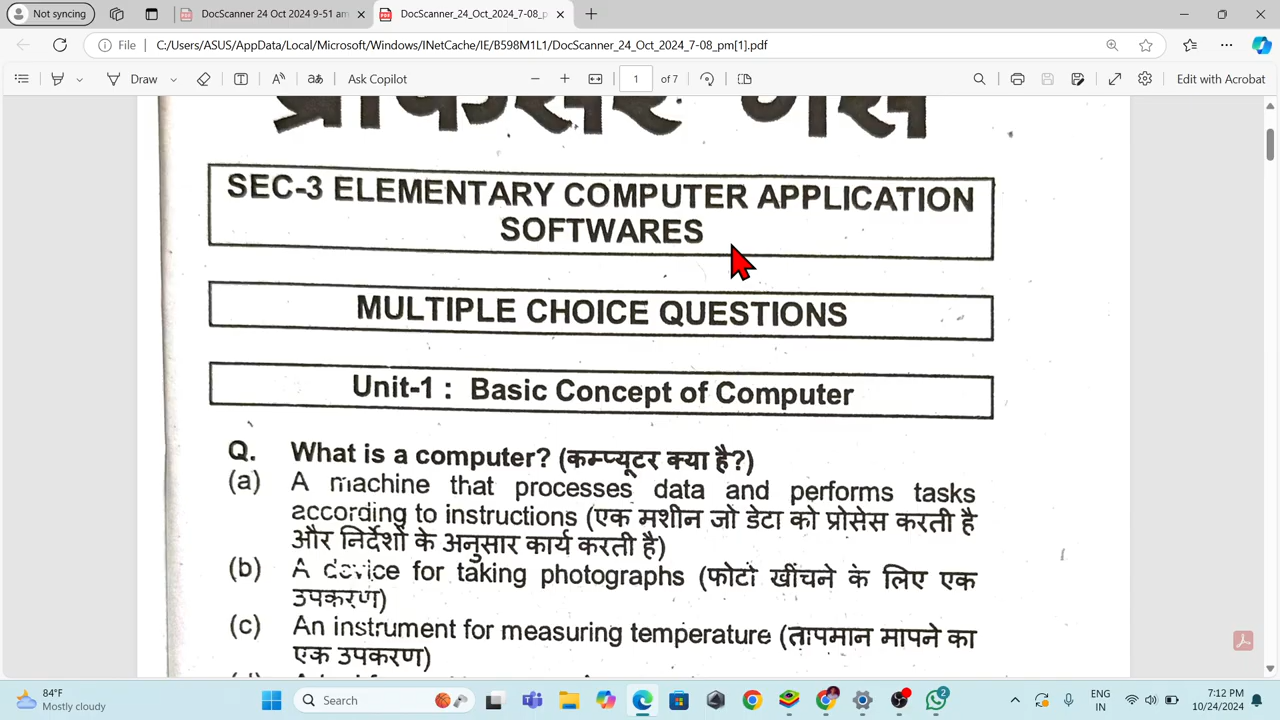 Not syncing
DocScanner 24 Oct 2024 9-51 am
DocScanner_24_Oct_2024_7-08_p
File
C:/Users/ASUS/AppData/Local/Microsoft/Windows/INetCache/IE/B598M1L1/DocScanner_24_Oct_2024_7-08_pm[1].pdf
Draw
Ask Copilot
1 of 7
Edit with Acrobat
SEC-3 ELEMENTARY COMPUTER APPLICATION
SOFTWARES
MULTIPLE CHOICE QUESTIONS
Unit-1 : Basic Concept of Computer
Q. What is a computer? (कम्प्यूटर क्या है?)
(a) A machine that processes data and performs tasks
according to instructions (एक मशीन जो डेटा को प्रोसेस करती है
और निर्देशों के अनुसार कार्य करती है)
(b) A device for taking photographs (फोटो खींचने के लिए एक
उपकरण)
(c) An instrument for measuring temperature (तापमान मापने का
एक उपकरण)
84°F
Mostly cloudy
Search
2
ENG
IN
7:12 PM
10/24/2024